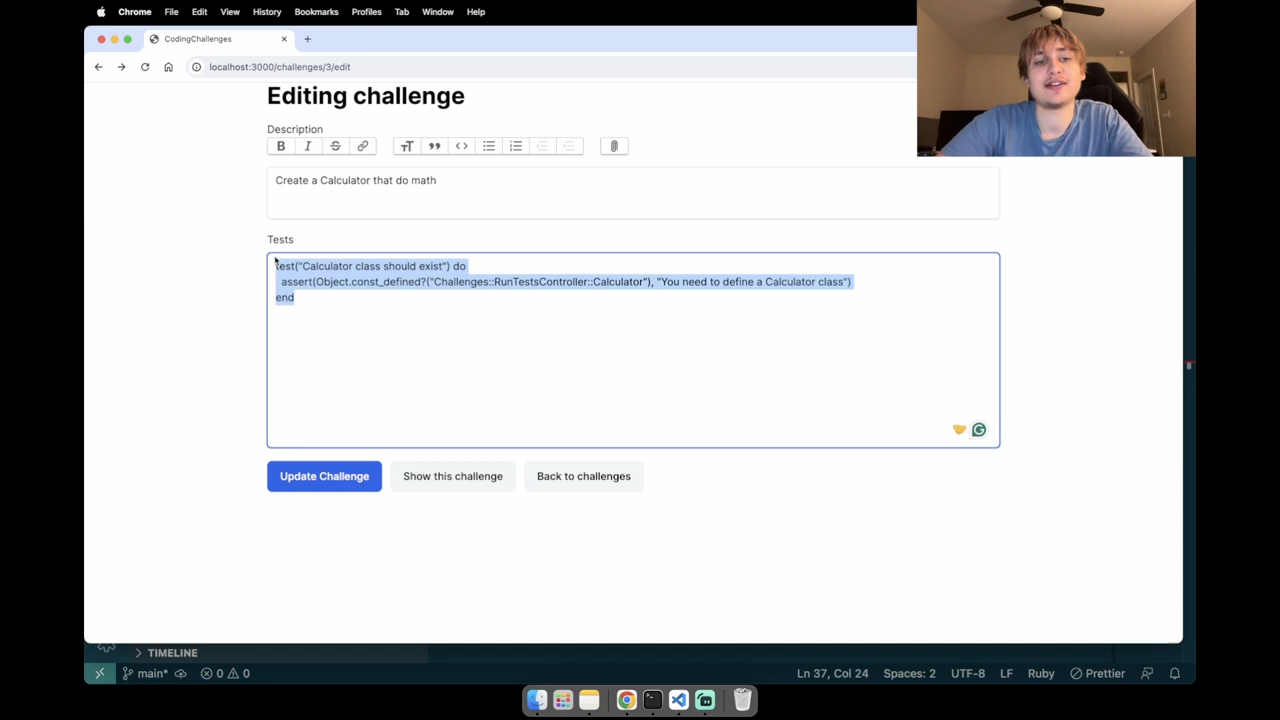 Chrome File Edit View History Bookmarks Profiles Tab Window Help
CodingChallenges
localhost:3000/challenges/3/edit
Editing challenge
Description
Create a Calculator that do math
Tests
test("Calculator class should exist") do
assert(Object.const_defined?("Challenges::RunTestsController::Calculator"), "You need to define a Calculator class")
end
Update Challenge Show this challenge Back to challenges
TIMELINE
main* 0 0 Ln 37, Col 24 Spaces: 2 UTF-8 LF Ruby Prettier